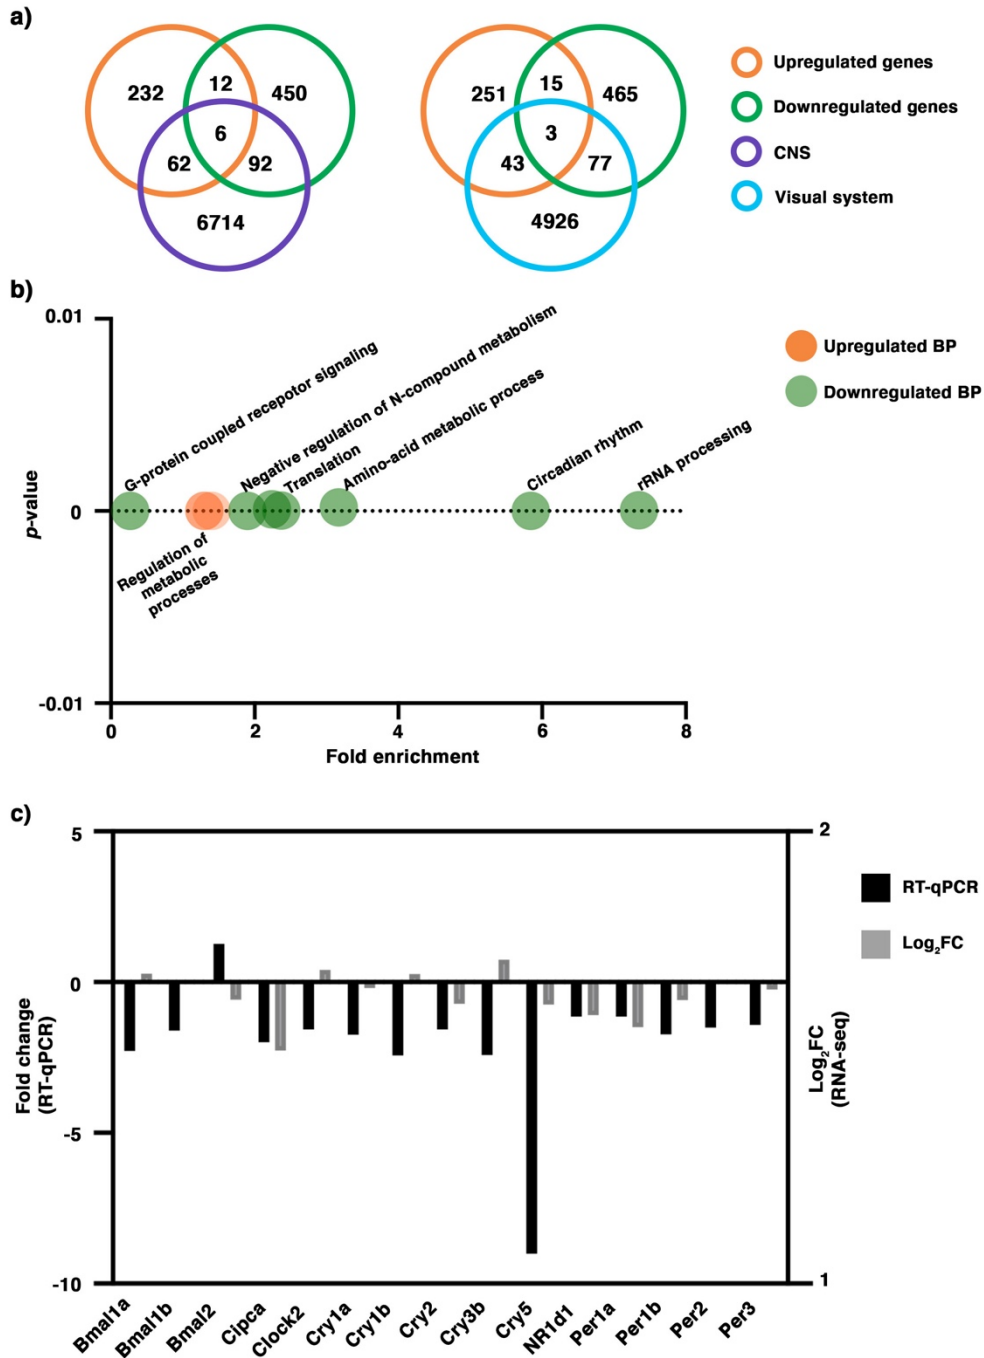 a)
232
12
450
6
62
92
6714
251
15
465
3
43
77
4926
Upregulated genes
Downregulated genes
CNS
Visual system
b)
0.01
0
-0.01
p-value
G-protein coupled recepotor signaling
Regulation of
metabolic
processes
Negative regulation of N-compound metabolism
Translation
Amino-acid metabolic process
Circadian rhythm
rRNA processing
0
2
4
6
8
Fold enrichment
Upregulated BP
Downregulated BP
c)
5
0
-5
-10
Fold change
(RT-qPCR)
2
1
Log₂FC
(RNA-seq)
RT-qPCR
Log₂FC
Bmal1a
Bmal1b
Bmal2
Cipca
Clock2
Cry1a
Cry1b
Cry2
Cry3b
Cry5
NR1d1
Per1a
Per1b
Per2
Per3